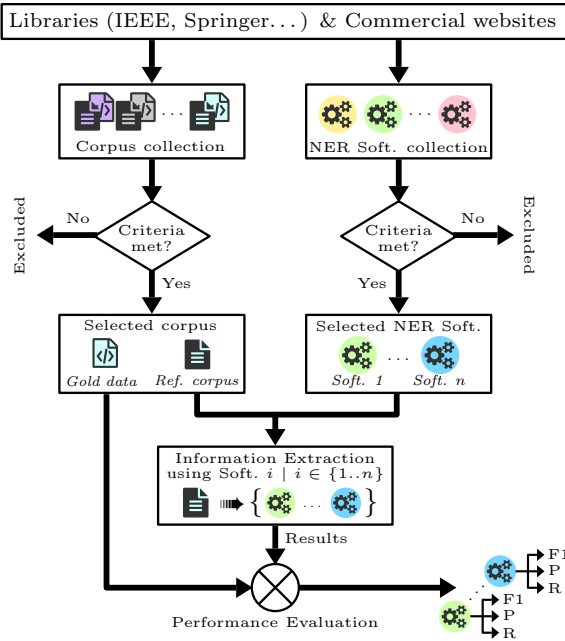 Libraries (IEEE, Springer...) & Commercial websites
Corpus collection
NER Soft. collection
No
Criteria
met?
Excluded
Yes
Criteria
met?
No
Excluded
Yes
Selected corpus
Gold data
Ref. corpus
Selected NER Soft.
Soft. 1
Soft. n
Information Extraction
using Soft. i | i ∈ {1..n}
{ ... }
Results
Performance Evaluation
F1
P
R
F1
P
R